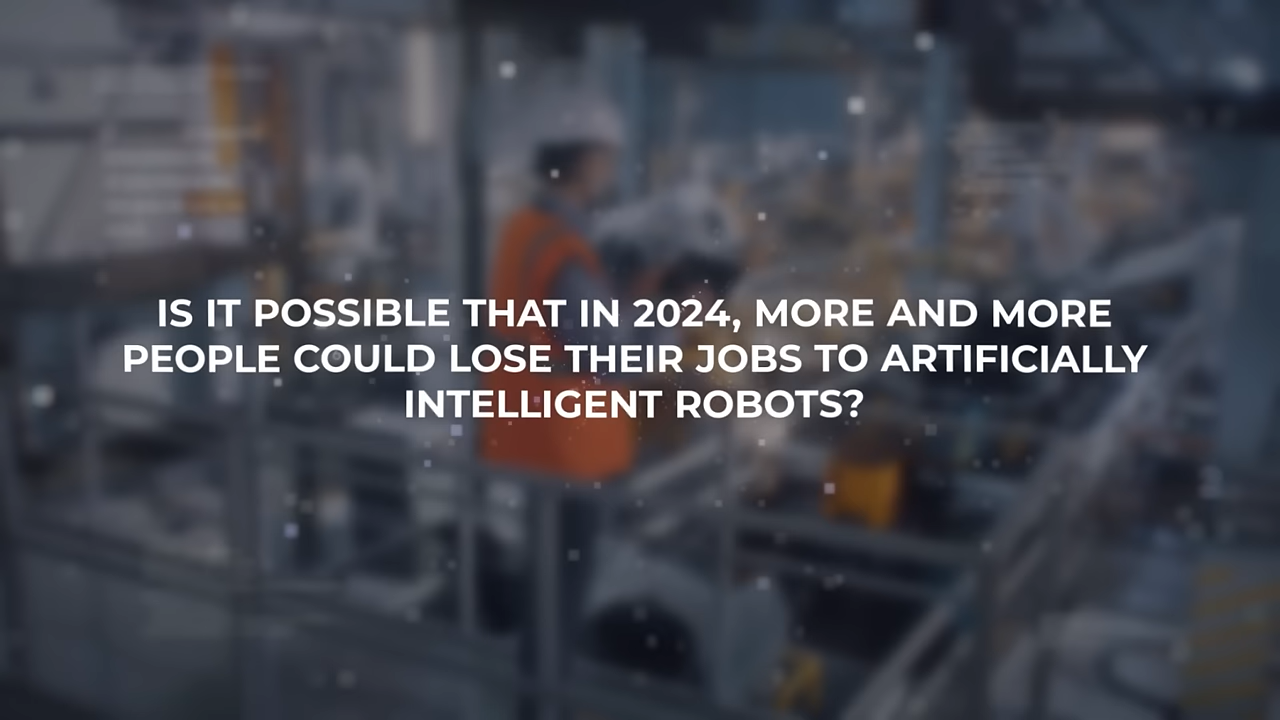 IS IT POSSIBLE THAT IN 2024, MORE AND MORE
PEOPLE COULD LOSE THEIR JOBS TO ARTIFICIALLY
INTELLIGENT ROBOTS?